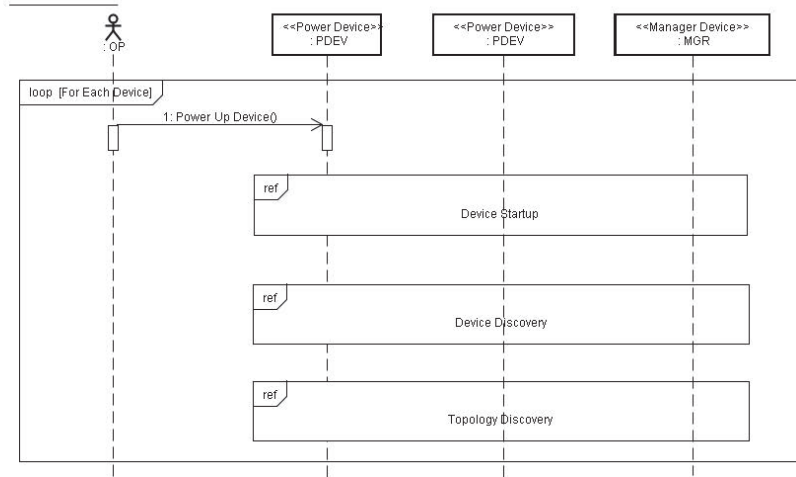 : OP
<<Power Device>>
: PDEV
<<Power Device>>
: PDEV
<<Manager Device>>
: MGR
loop [For Each Device]
1: Power Up Device()
ref
Device Startup
ref
Device Discovery
ref
Topology Discovery